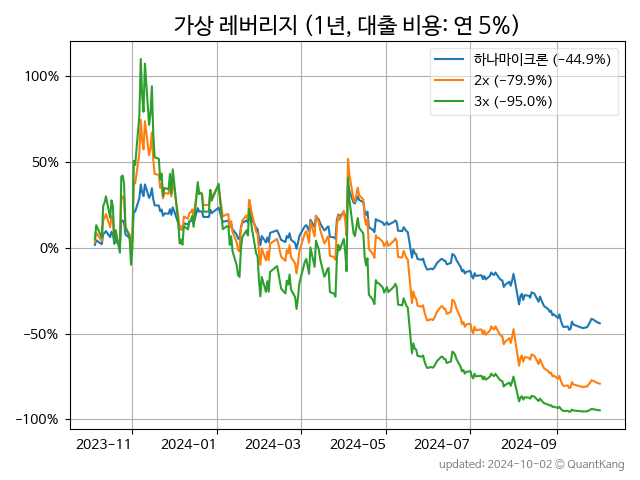 가상 레버리지 (1년, 대출 비용: 연 5%)
하나마이크론 (−44.9%)
2x (−79.9%)
3x (−95.0%)
100%
50%
0%
−50%
−100%
2023-11
2024-01
2024-03
2024-05
2024-07
2024-09
updated: 2024-10-02 © QuantKang